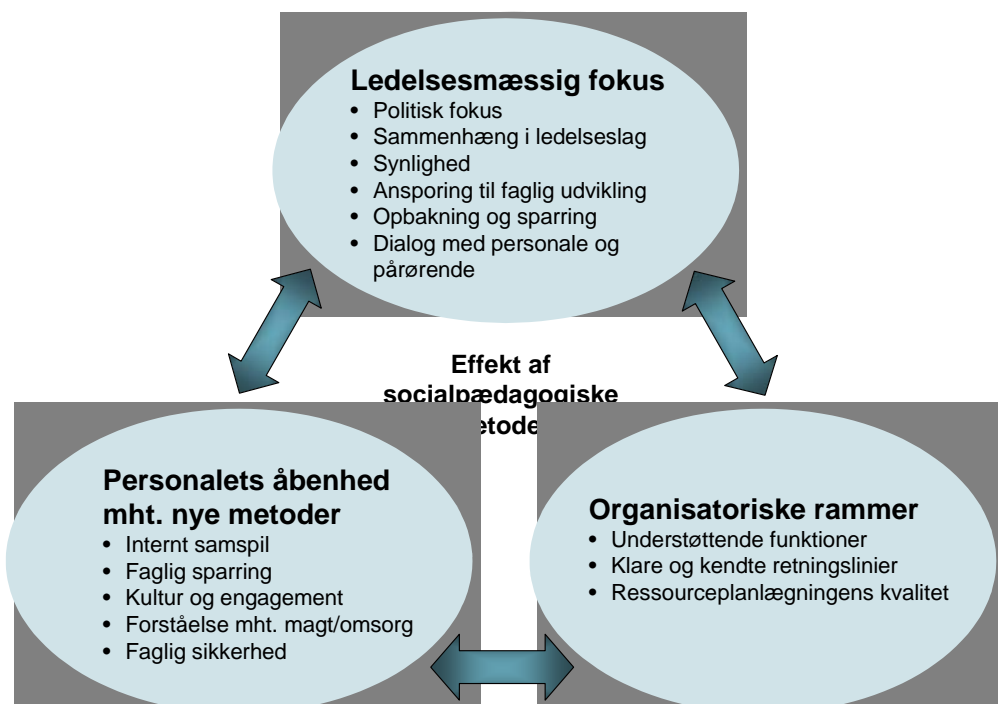 Ledelsesmæssig fokus
• Politisk fokus
• Sammenhæng i ledelseslag
• Synlighed
• Ansporing til faglig udvikling
• Opbakning og sparring
• Dialog med personale og
pårørende
Effekt af
socialpædagogiske
Personalets åbenhed
mht. nye metoder
• Internt samspil
• Faglig sparring
• Kultur og engagement
• Forståelse mht. magt/omsorg
• Faglig sikkerhed
Organisatoriske rammer
• Understøttende funktioner
• Klare og kendte retningslinier
• Ressourceplanlægningens kvalitet